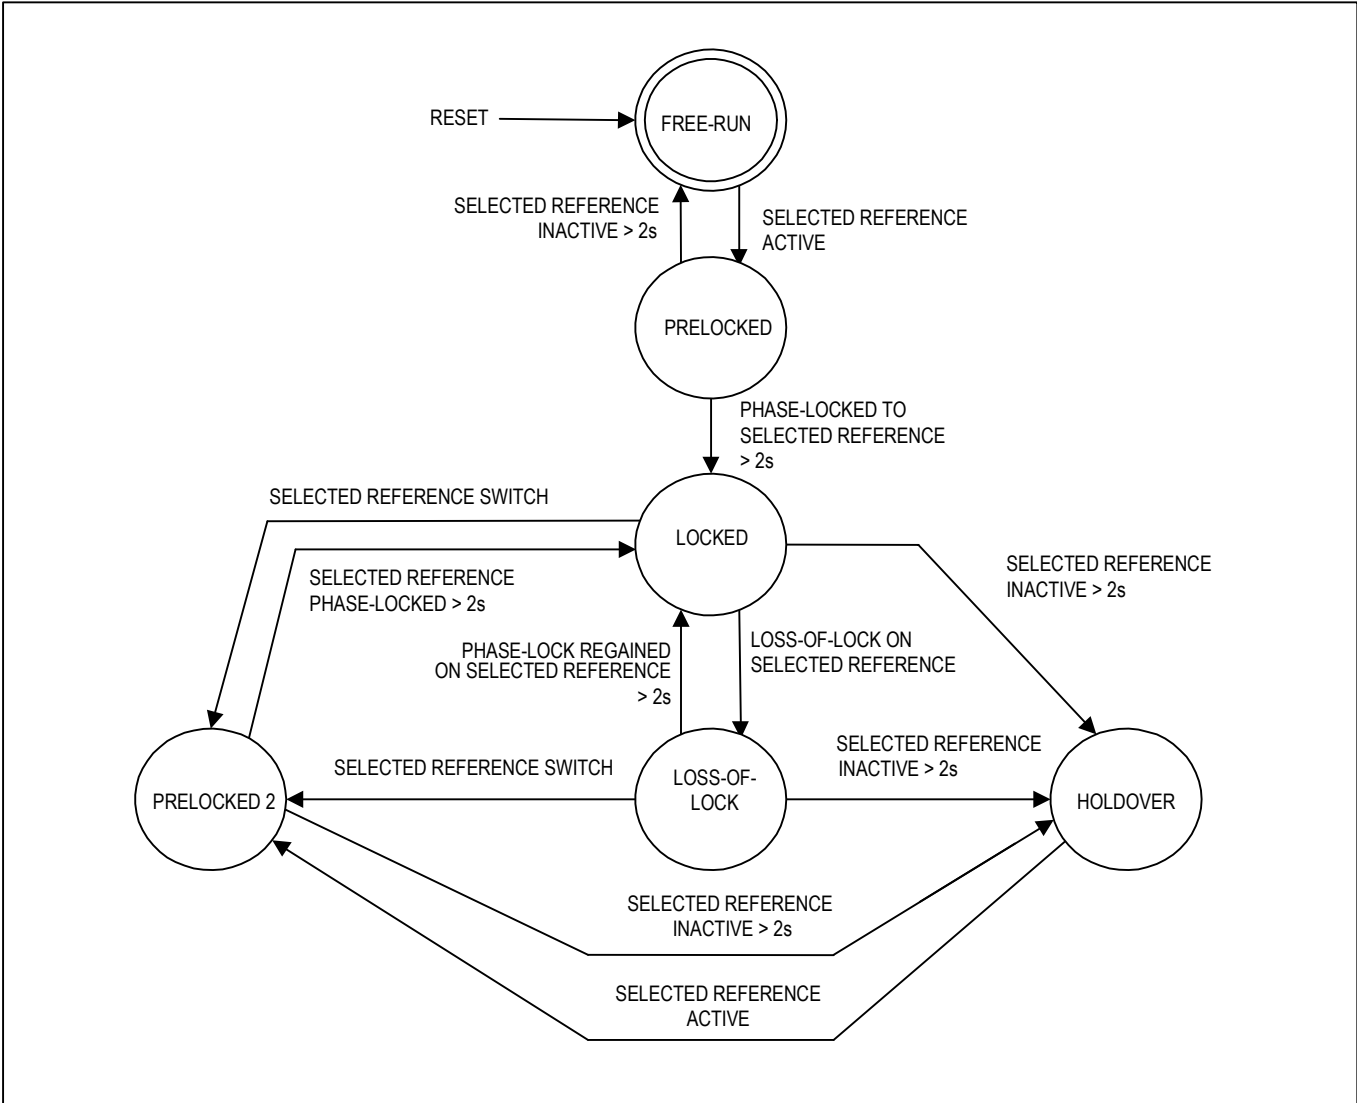 RESET
FREE-RUN
SELECTED REFERENCE
INACTIVE > 2s
SELECTED REFERENCE
ACTIVE
PRELOCKED
PHASE-LOCKED TO
SELECTED REFERENCE
> 2s
SELECTED REFERENCE SWITCH
LOCKED
SELECTED REFERENCE
INACTIVE > 2s
SELECTED REFERENCE
PHASE-LOCKED > 2s
PHASE-LOCK REGAINED
ON SELECTED REFERENCE
> 2s
LOSS-OF-LOCK ON
SELECTED REFERENCE
SELECTED REFERENCE SWITCH
SELECTED REFERENCE
INACTIVE > 2s
PRELOCKED 2
LOSS-OF-
LOCK
HOLDOVER
SELECTED REFERENCE
INACTIVE > 2s
SELECTED REFERENCE
ACTIVE